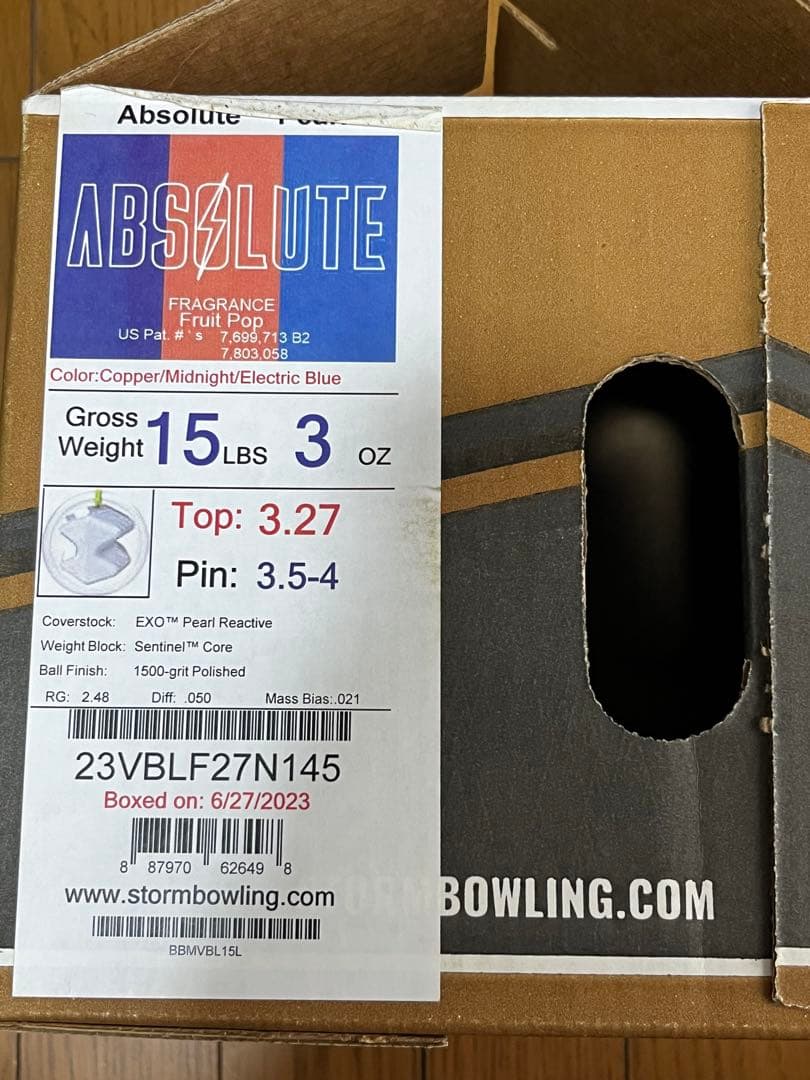 Absolute
ABSOLUTE
FRAGRANCE
Fruit Pop
US Pat. #'s 7,699,713 B2
7,803,058
Color:Copper/Midnight/Electric Blue
Gross
Weight 15 LBS 3 OZ
Top: 3.27
Pin: 3.5-4
Coverstock: EXO™ Pearl Reactive
Weight Block: Sentinel™ Core
Ball Finish: 1500-grit Polished
RG: 2.48 Diff: .050 Mass Bias:.021
23VBLF27N145
Boxed on: 6/27/2023
8 87970 62649 8
www.stormbowling.com
BBMVBL15L
STORMBOWLING.COM